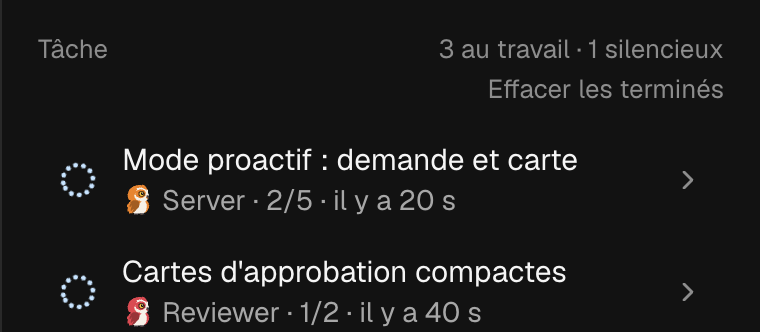 Tâche
3 au travail · 1 silencieux
Effacer les terminés
Mode proactif : demande et carte
Server · 2/5 · il y a 20 s
Cartes d'approbation compactes
Reviewer · 1/2 · il y a 40 s